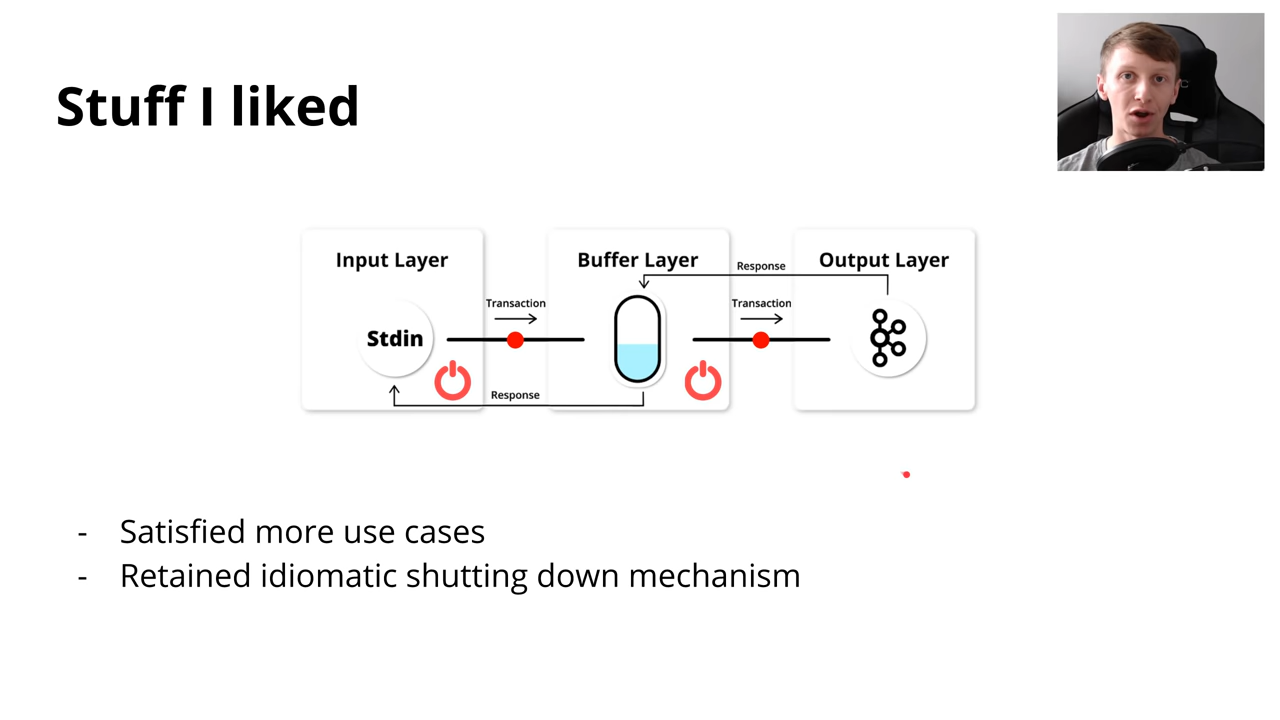 Stuff I liked
Input Layer
Buffer Layer
Output Layer
Response
Transaction
Transaction
Stdin
Response
- Satisfied more use cases
- Retained idiomatic shutting down mechanism